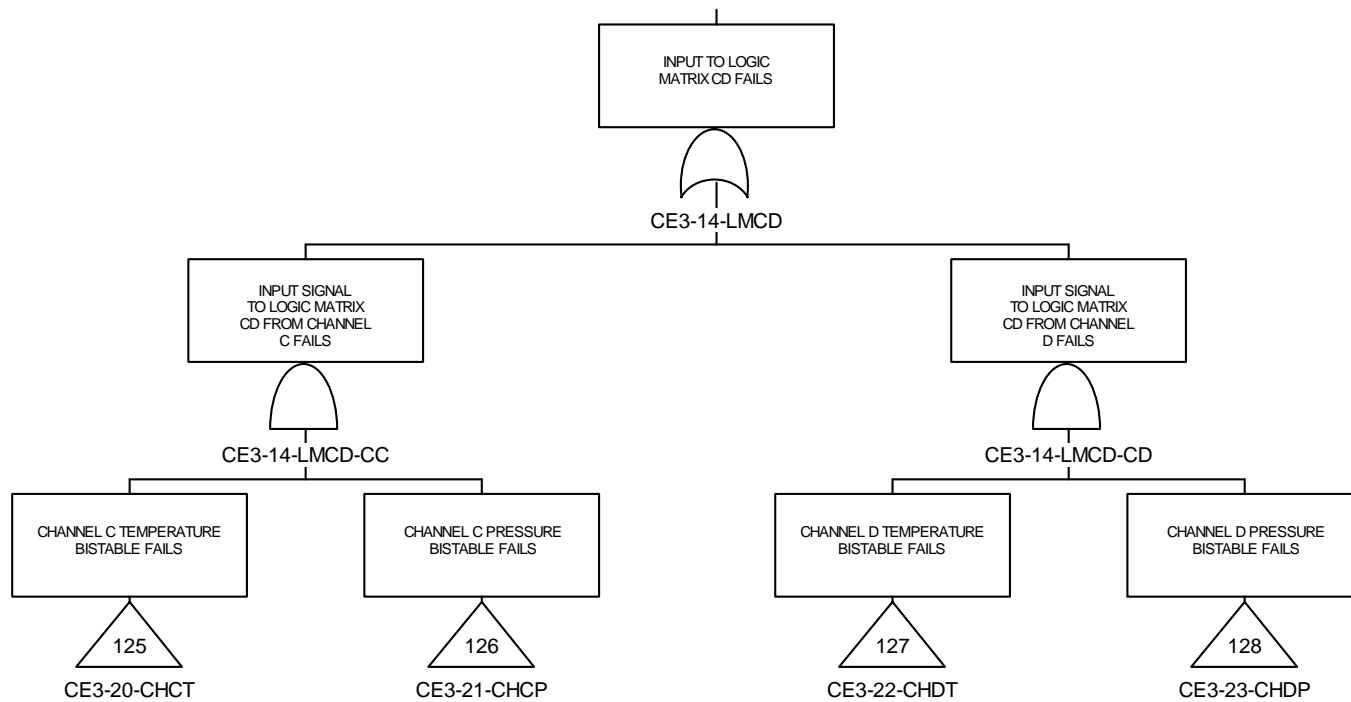 INPUT TO LOGIC
MATRIX CD FAILS
CE3-14-LMCD
INPUT SIGNAL
TO LOGIC MATRIX
CD FROM CHANNEL
C FAILS
INPUT SIGNAL
TO LOGIC MATRIX
CD FROM CHANNEL
D FAILS
CE3-14-LMCD-CC
CE3-14-LMCD-CD
CHANNEL C TEMPERATURE
BISTABLE FAILS
CHANNEL C PRESSURE
BISTABLE FAILS
CHANNEL D TEMPERATURE
BISTABLE FAILS
CHANNEL D PRESSURE
BISTABLE FAILS
125
126
127
128
CE3-20-CHCT
CE3-21-CHCP
CE3-22-CHDT
CE3-23-CHDP